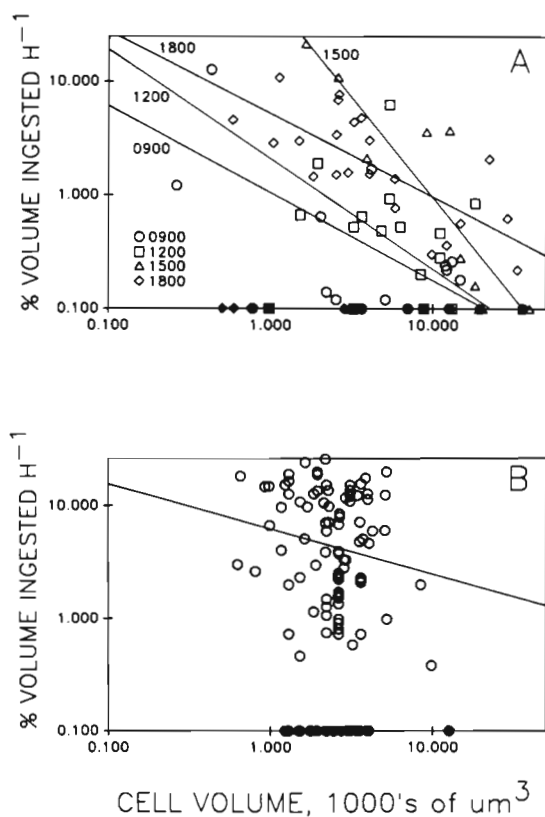 A
% VOLUME INGESTED H⁻¹
10.000
1.000
0.100
1800
1500
1200
0900
○ 0900
□ 1200
△ 1500
◇ 1800
0.100 1.000 10.000
B
% VOLUME INGESTED H⁻¹
10.000
1.000
0.100
0.100 1.000 10.000
CELL VOLUME, 1000's of um³